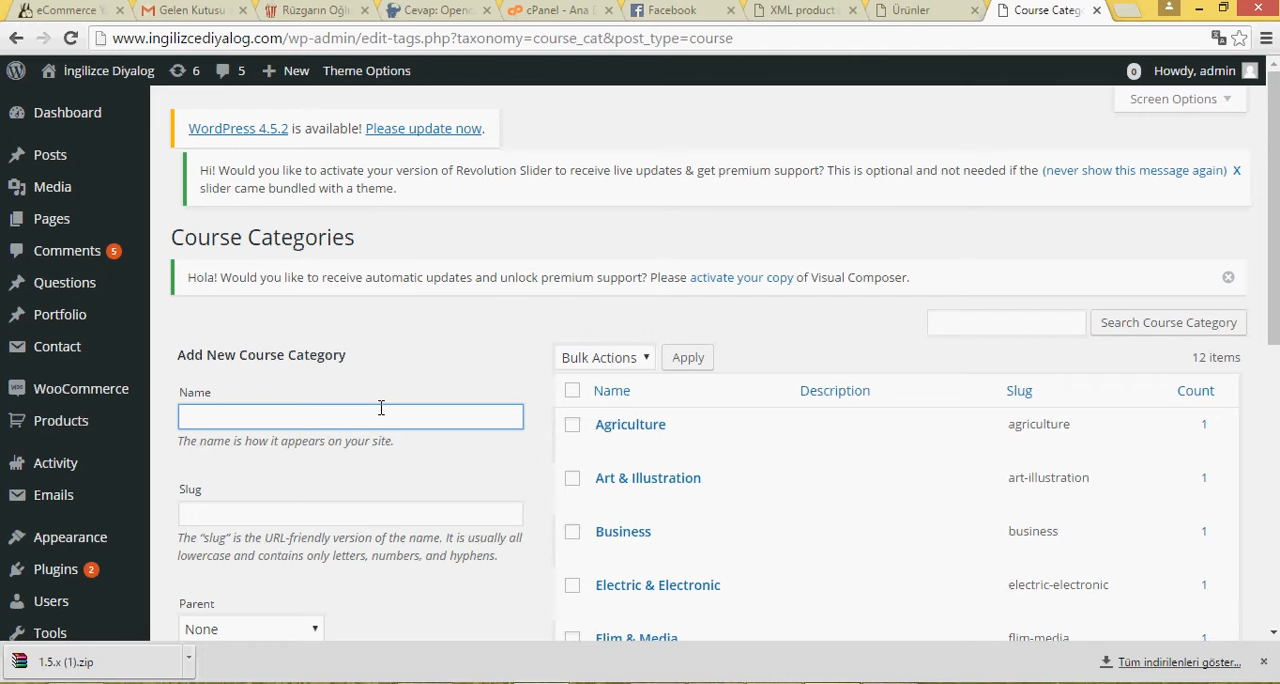 eCommerce
Gelen Kutusu
Rüzgarın Oğlu
Cevap: Openc
cPanel - Ana
Facebook
XML product
Ürünler
Course Categ
www.ingilizcediyalog.com/wp-admin/edit-tags.php?taxonomy=course_cat&post_type=course
İngilizce Diyalog
6
5
New
Theme Options
0
Howdy, admin
Screen Options
Dashboard
Posts
Media
Pages
Comments 5
Questions
Portfolio
Contact
WooCommerce
Products
Activity
Emails
Appearance
Plugins 2
Users
Tools
WordPress 4.5.2 is available! Please update now.
Hi! Would you like to activate your version of Revolution Slider to receive live updates & get premium support? This is optional and not needed if the (never show this message again) X
slider came bundled with a theme.
Course Categories
Hola! Would you like to receive automatic updates and unlock premium support? Please activate your copy of Visual Composer.
Search Course Category
Add New Course Category
Name
The name is how it appears on your site.
Slug
The “slug” is the URL-friendly version of the name. It is usually all
lowercase and contains only letters, numbers, and hyphens.
Parent
None
Bulk Actions
Apply
12 items
Name Description Slug Count
Agriculture agriculture 1
Art & Illustration art-illustration 1
Business business 1
Electric & Electronic electric-electronic 1
Flim & Media flim-media
1.5.x (1).zip
Tüm indirilenleri göster...